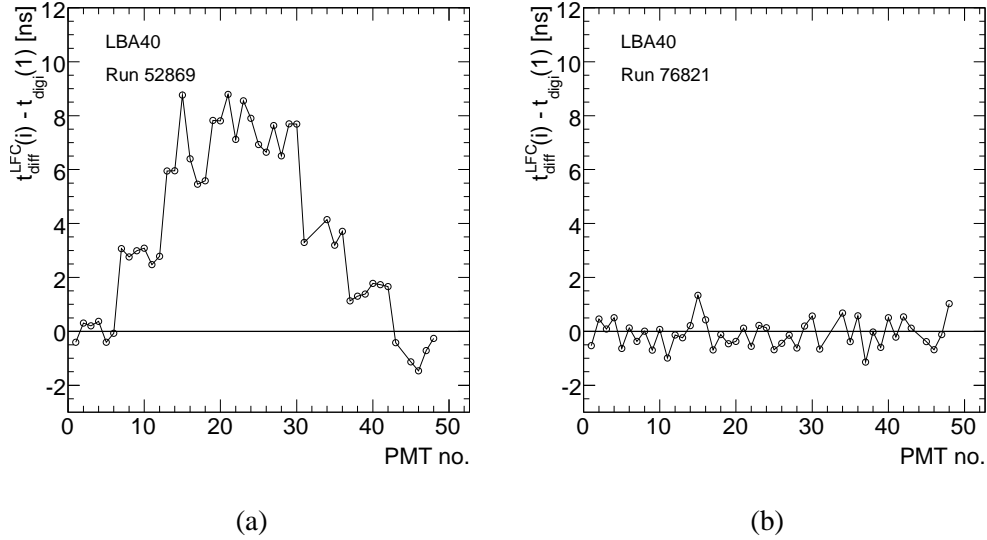 t_diff^LFC(i) - t_digi(1) [ns]
LBA40
Run 52869
12
10
8
6
4
2
0
-2
0 10 20 30 40 50
PMT no.
(a)
t_diff^LFC(i) - t_digi(1) [ns]
LBA40
Run 76821
12
10
8
6
4
2
0
-2
0 10 20 30 40 50
PMT no.
(b)